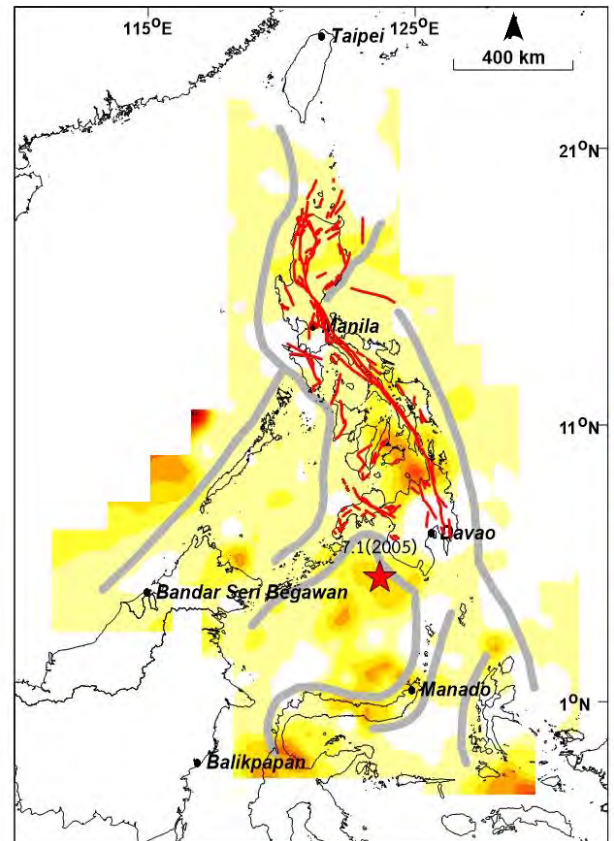 115°E
125°E
Taipei
400 km
21°N
Manila
11°N
Davao
7.1(2005)
Bandar Seri Begawan
Manado
1°N
Balikpapan